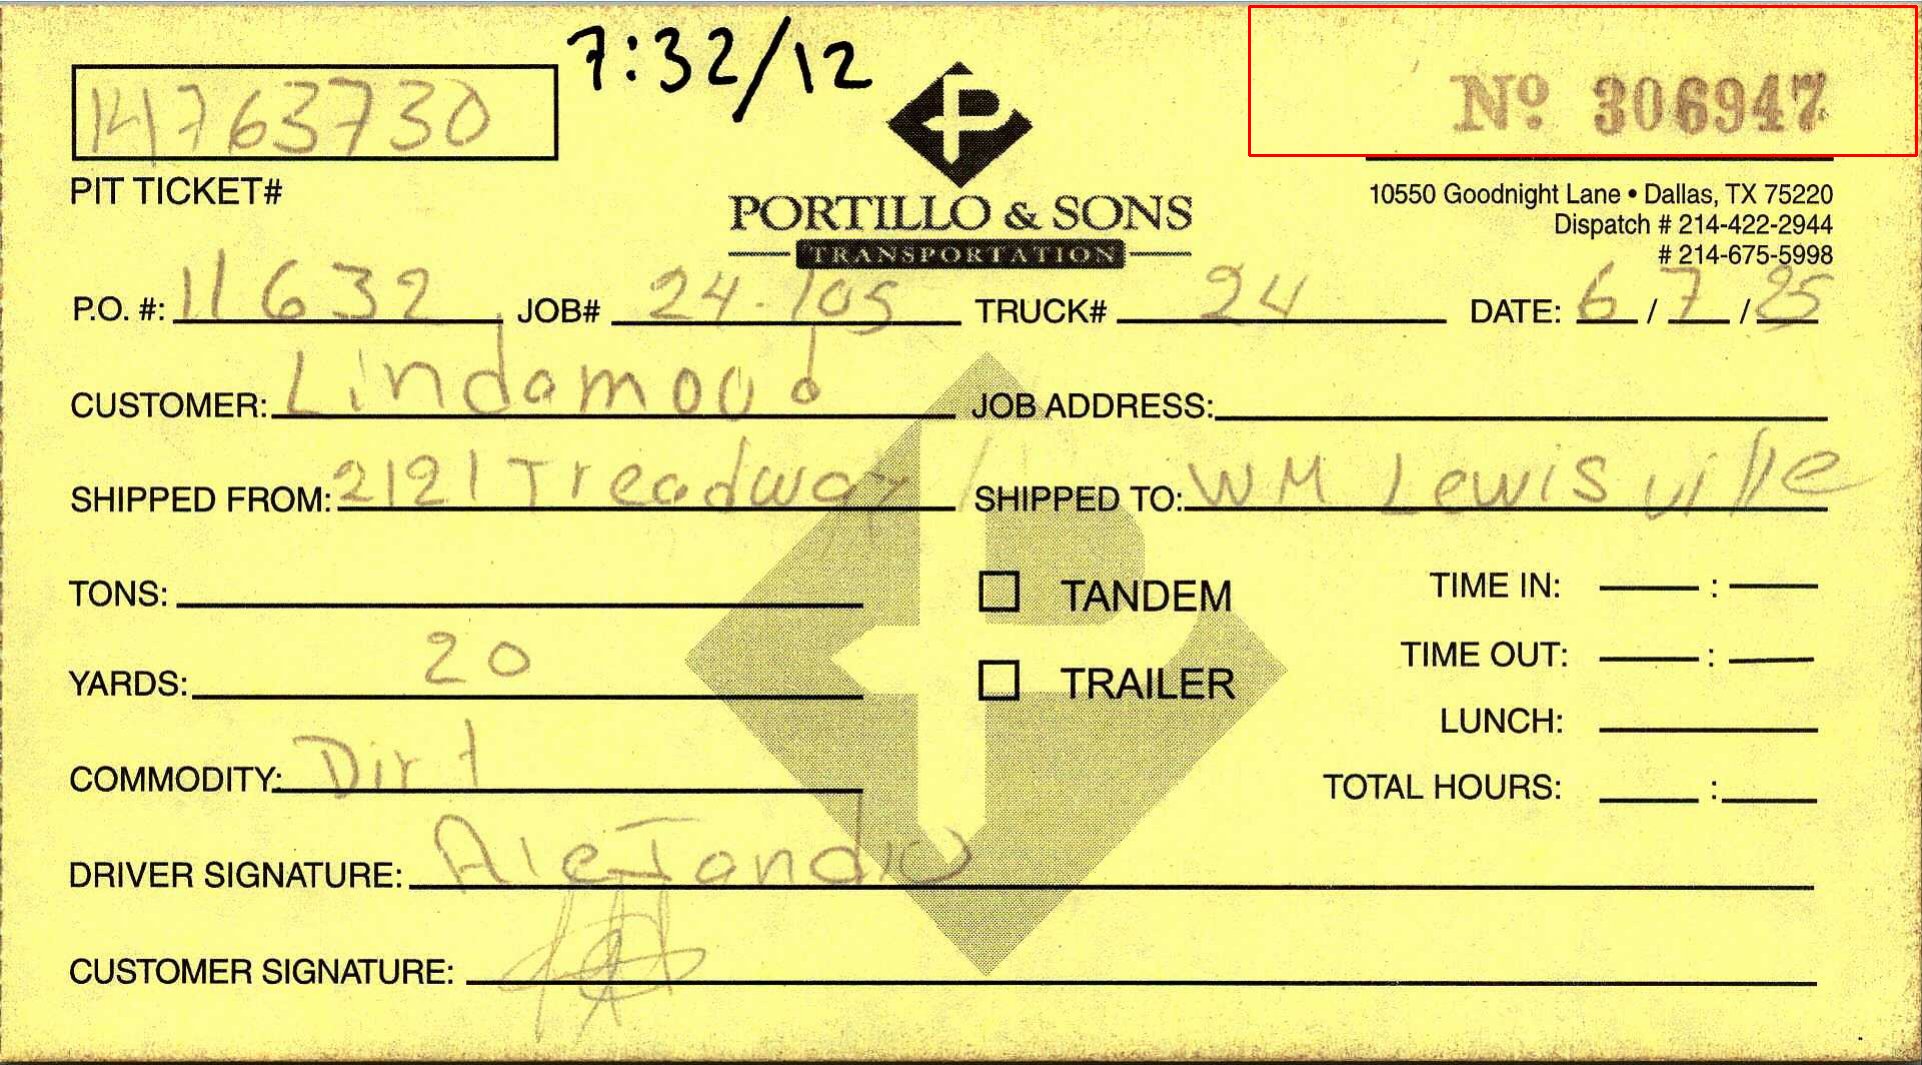 7:32/12
14763730
Nº 306947
PIT TICKET#
PORTILLO & SONS
TRANSPORTATION
10550 Goodnight Lane • Dallas, TX 75220
Dispatch # 214-422-2944
# 214-675-5998
P.O. #: 11632 JOB# 24-105 TRUCK# 24 DATE: 6 / 7 / 25
CUSTOMER: Lindamood JOB ADDRESS:
SHIPPED FROM: 2121 Treadway SHIPPED TO: WM Lewisville
TONS: TANDEM TIME IN: :
YARDS: 20 TRAILER TIME OUT: :
LUNCH:
COMMODITY: Dirt TOTAL HOURS: :
DRIVER SIGNATURE: AleJandro
CUSTOMER SIGNATURE: